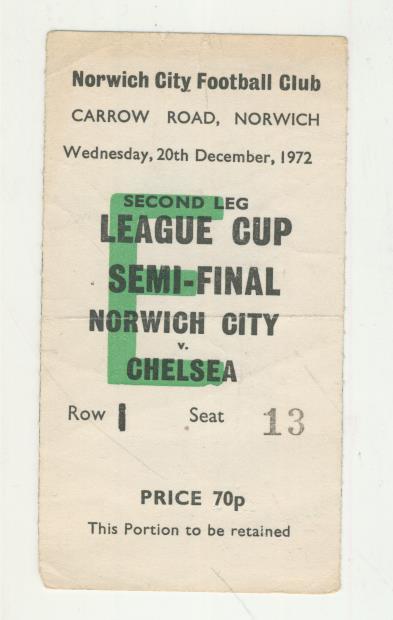 Norwich City Football Club
CARROW ROAD, NORWICH
Wednesday, 20th December, 1972
E
SECOND LEG
LEAGUE CUP
SEMI-FINAL
NORWICH CITY
v.
CHELSEA
Row I Seat 13
PRICE 70p
This Portion to be retained